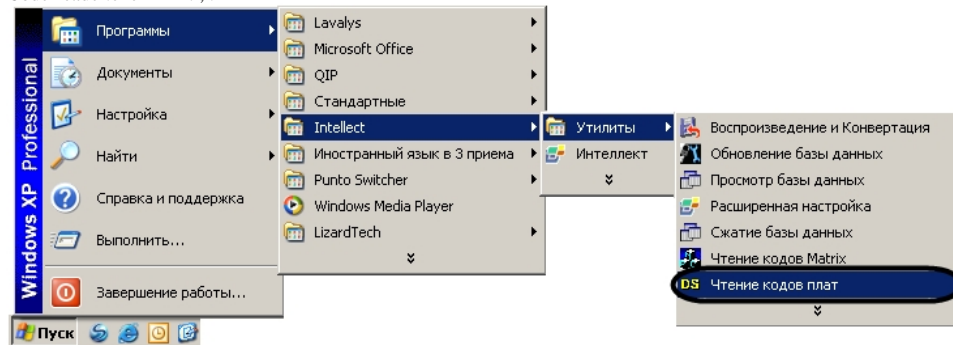 Windows XP Professional
Программы
Документы
Настройка
Найти
Справка и поддержка
Выполнить...
Завершение работы...
Пуск
Lavalys
Microsoft Office
QIP
Стандартные
Intellect
Иностранный язык в 3 приема
Punto Switcher
Windows Media Player
LizardTech
Утилиты
Интеллект
Воспроизведение и Конвертация
Обновление базы данных
Просмотр базы данных
Расширенная настройка
Сжатие базы данных
Чтение кодов Matrix
DS Чтение кодов плат